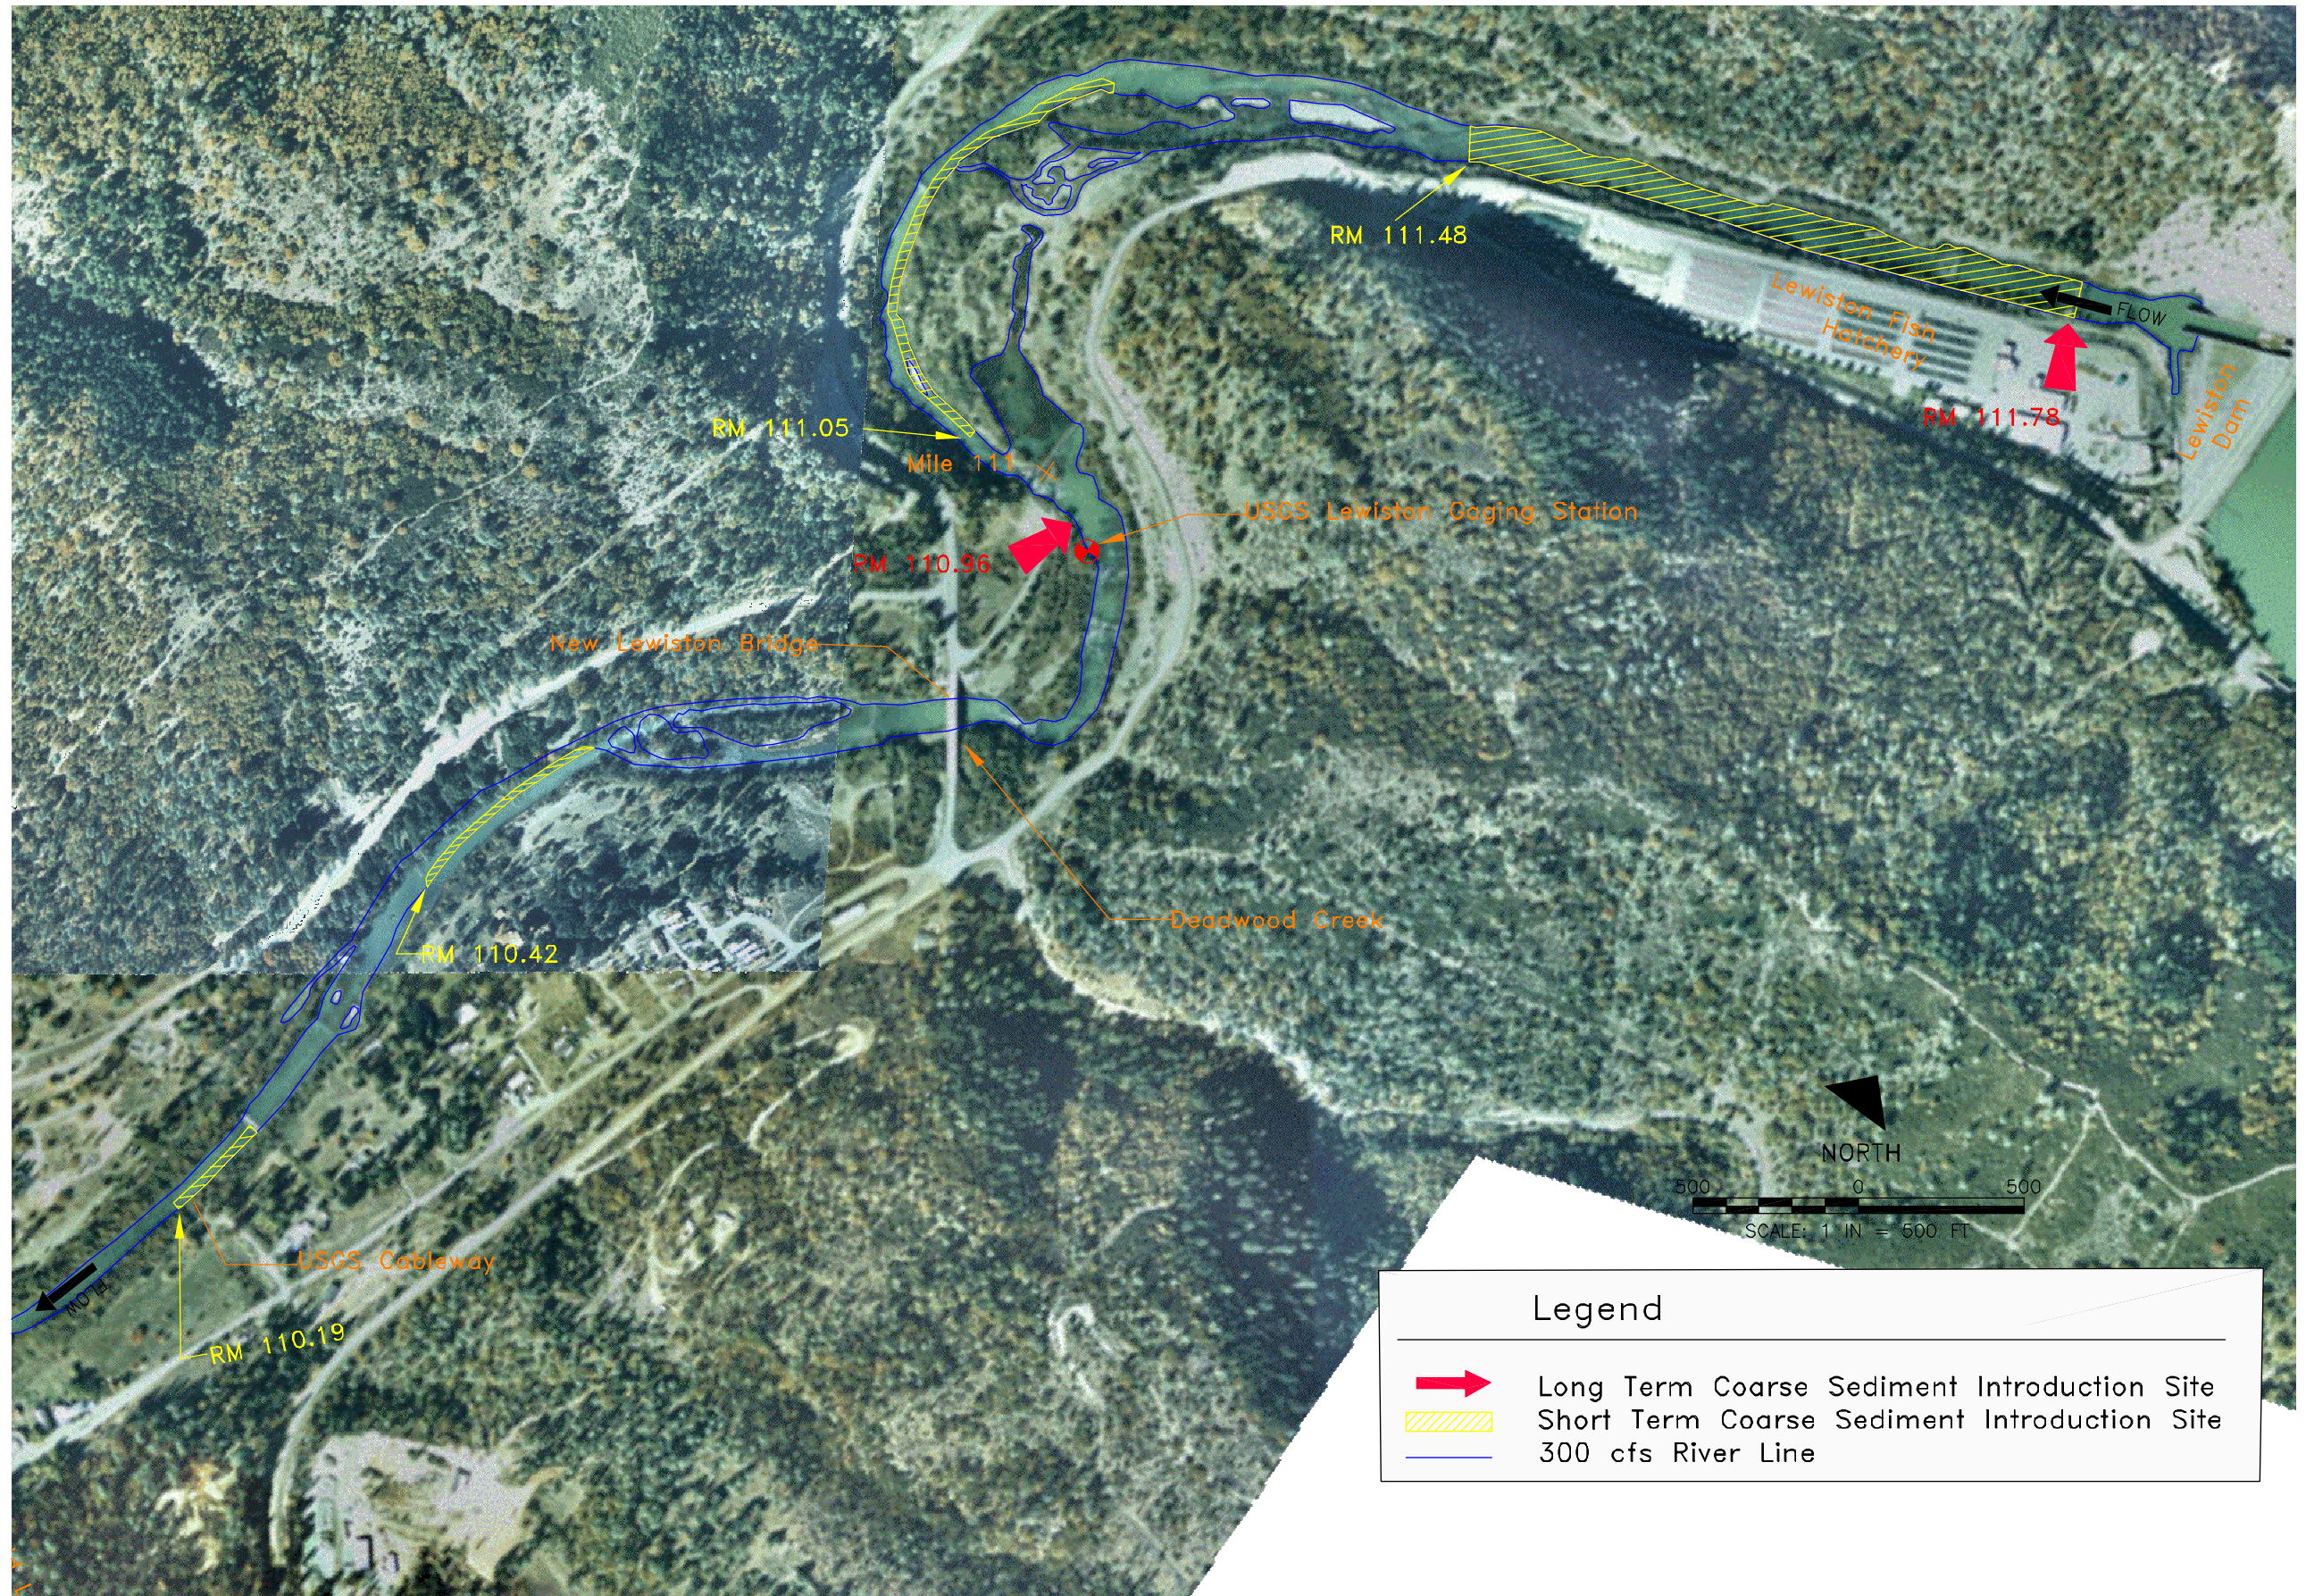 RM 111.48
Lewiston Fish
Hatchery
FLOW
RM 111.78
Lewiston
Dam
RM 111.05
Mile 111
USGS Lewiston Gaging Station
RM 110.96
New Lewiston Bridge
Deadwood Creek
RM 110.42
NORTH
500 0 500
SCALE: 1 IN = 500 FT
USGS Cableway
FLOW
RM 110.19
Legend
Long Term Coarse Sediment Introduction Site
Short Term Coarse Sediment Introduction Site
300 cfs River Line